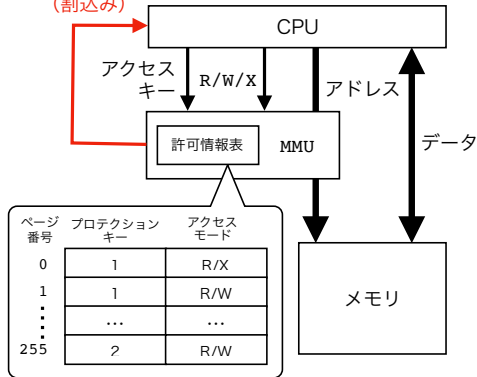 (割込み)
CPU
アクセス
キー
R/W/X
アドレス
データ
許可情報表
MMU
メモリ
ページ
番号
プロテクション
キー
アクセス
モード
0 1 R/X
1 1 R/W
... ...
255 2 R/W